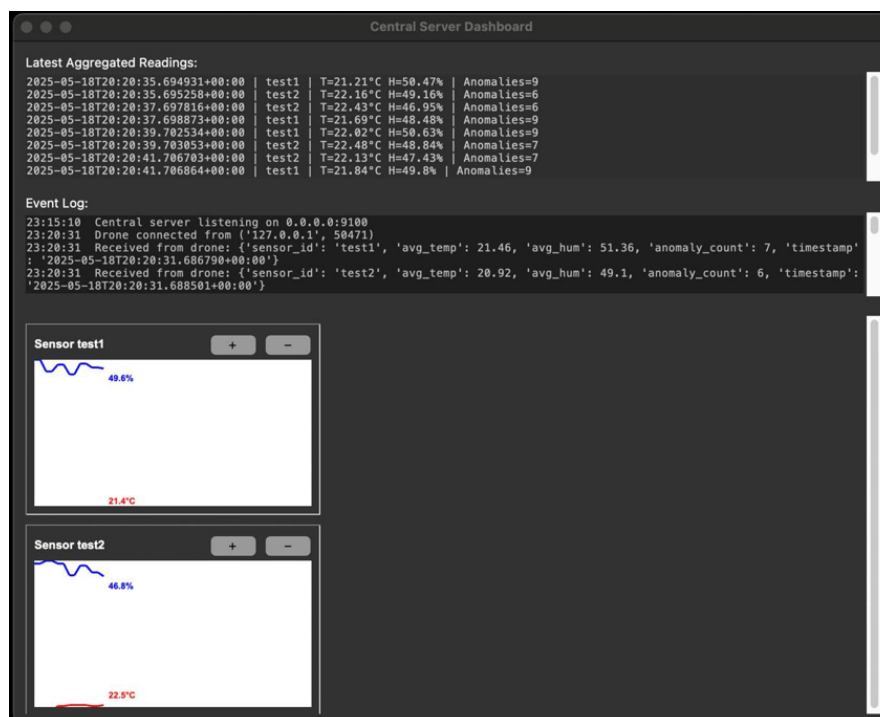 Central Server Dashboard
Latest Aggregated Readings:
2025-05-18T20:20:35.694931+00:00 | test1 | T=21.21°C H=50.47% | Anomalies=9
2025-05-18T20:20:35.695258+00:00 | test2 | T=22.16°C H=49.16% | Anomalies=6
2025-05-18T20:20:37.697816+00:00 | test2 | T=22.43°C H=46.95% | Anomalies=6
2025-05-18T20:20:37.698873+00:00 | test1 | T=21.69°C H=48.48% | Anomalies=9
2025-05-18T20:20:39.702534+00:00 | test1 | T=22.02°C H=50.63% | Anomalies=9
2025-05-18T20:20:39.703053+00:00 | test2 | T=22.48°C H=48.84% | Anomalies=7
2025-05-18T20:20:41.706703+00:00 | test2 | T=22.13°C H=47.43% | Anomalies=7
2025-05-18T20:20:41.706864+00:00 | test1 | T=21.84°C H=49.8% | Anomalies=9
Event Log:
23:15:10 Central server listening on 0.0.0.0:9100
23:20:31 Drone connected from ('127.0.0.1', 50471)
23:20:31 Received from drone: {'sensor_id': 'test1', 'avg_temp': 21.46, 'avg_hum': 51.36, 'anomaly_count': 7, 'timestamp'
: '2025-05-18T20:20:31.686790+00:00'}
23:20:31 Received from drone: {'sensor_id': 'test2', 'avg_temp': 20.92, 'avg_hum': 49.1, 'anomaly_count': 6, 'timestamp':
'2025-05-18T20:20:31.688501+00:00'}
Sensor test1 + −
49.6%
21.4°C
Sensor test2 + −
46.8%
22.5°C